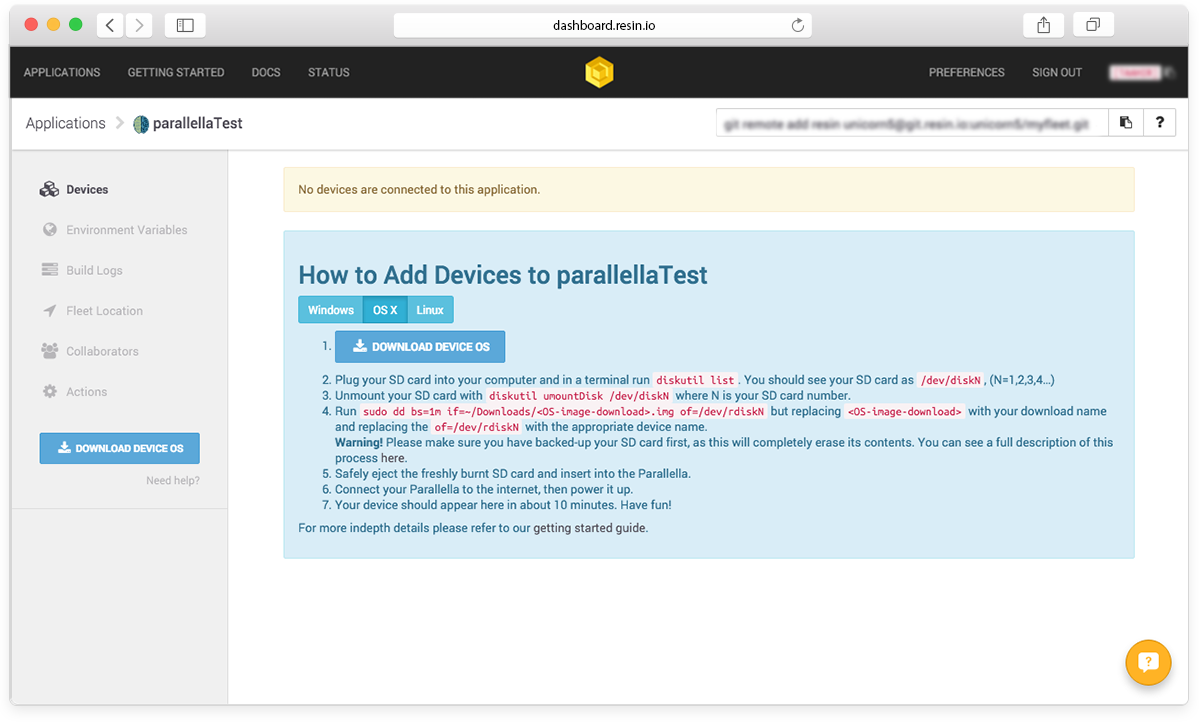 dashboard.resin.io
APPLICATIONS GETTING STARTED DOCS STATUS PREFERENCES SIGN OUT
Applications parallellaTest git remote add resin unicorn5@git.resin.io:unicorn5/myfleet.git ?
Devices
Environment Variables
Build Logs
Fleet Location
Collaborators
Actions
DOWNLOAD DEVICE OS
Need help?
No devices are connected to this application.
How to Add Devices to parallellaTest
Windows OS X Linux
1. DOWNLOAD DEVICE OS
2. Plug your SD card into your computer and in a terminal run diskutil list . You should see your SD card as /dev/diskN , (N=1,2,3,4...)
3. Unmount your SD card with diskutil umountDisk /dev/diskN where N is your SD card number.
4. Run sudo dd bs=1m if=~/Downloads/<OS-image-download>.img of=/dev/rdiskN but replacing <OS-image-download> with your download name
and replacing the of=/dev/rdiskN with the appropriate device name.
Warning! Please make sure you have backed-up your SD card first, as this will completely erase its contents. You can see a full description of this
process here.
5. Safely eject the freshly burnt SD card and insert into the Parallella.
6. Connect your Parallella to the internet, then power it up.
7. Your device should appear here in about 10 minutes. Have fun!
For more indepth details please refer to our getting started guide.
?